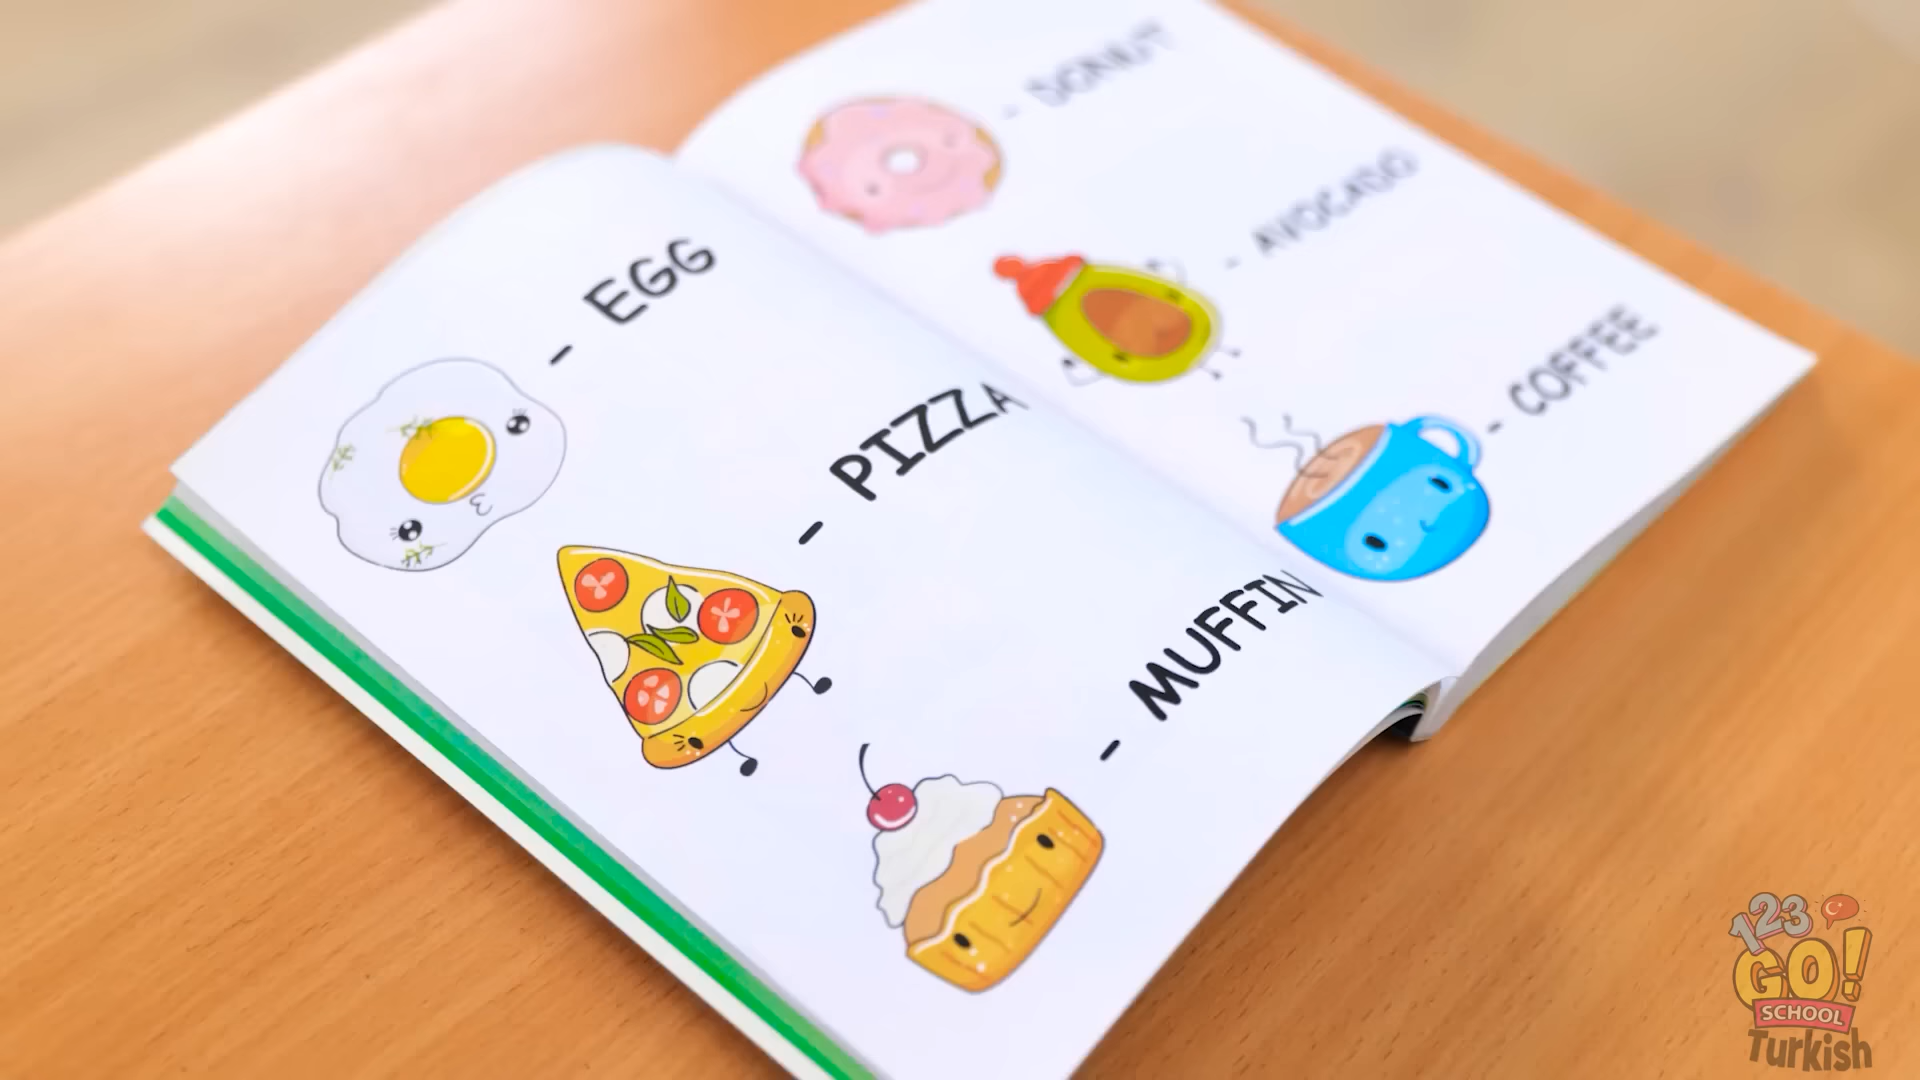 - EGG
- PIZZA
- MUFFIN
- DONUT
- AVOCADO
- COFFEE
123
GO!
SCHOOL
Turkish